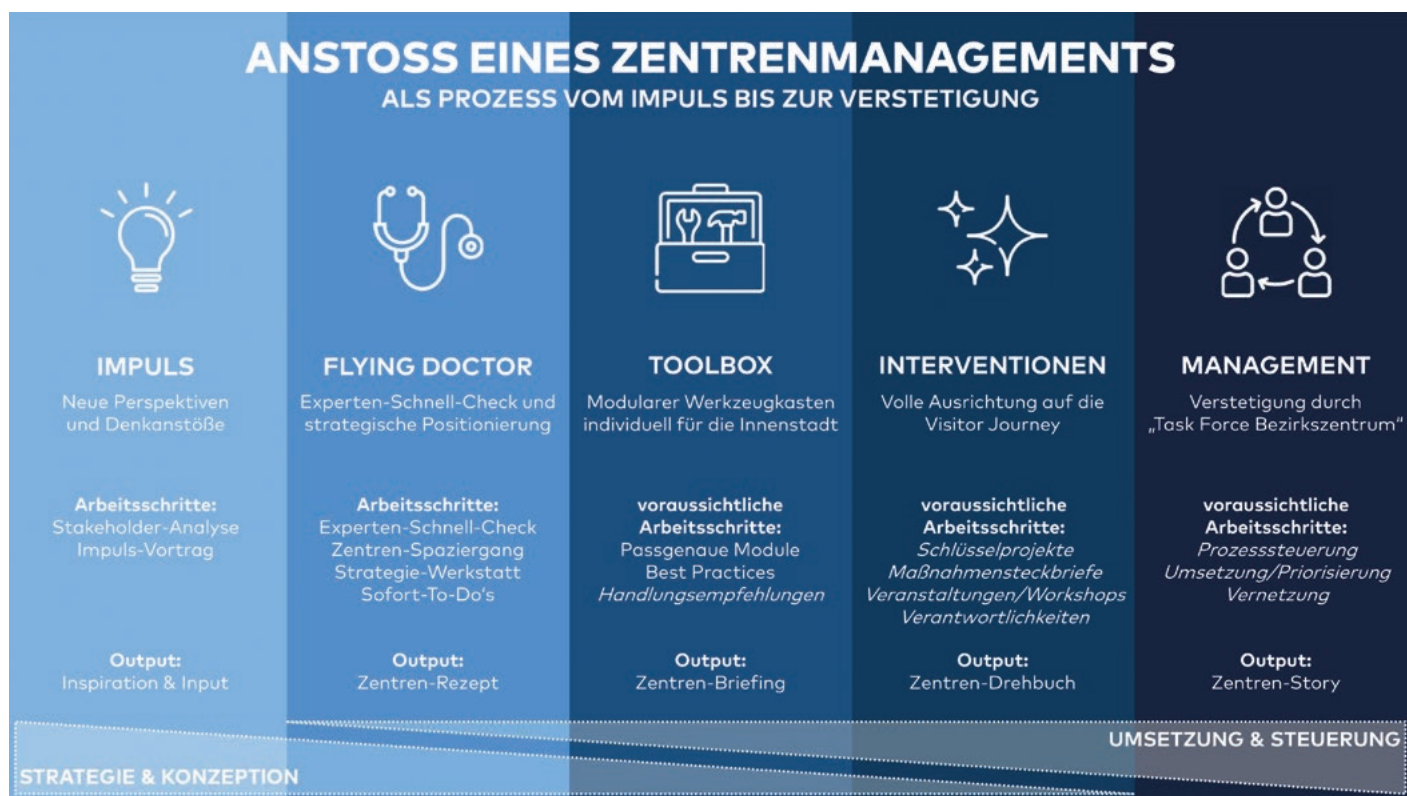 ANSTOSS EINES ZENTRENMANAGEMENTS
ALS PROZESS VOM IMPULS BIS ZUR VERSTETIGUNG
IMPULS
Neue Perspektiven
und Denkanstöße
Arbeitsschritte:
Stakeholder-Analyse
Impuls-Vortrag
Output:
Inspiration & Input
FLYING DOCTOR
Experten-Schnell-Check und
strategische Positionierung
Arbeitsschritte:
Experten-Schnell-Check
Zentren-Spaziergang
Strategie-Werkstatt
Sofort-To-Do's
Output:
Zentren-Rezept
TOOLBOX
Modularer Werkzeugkasten
individuell für die Innenstadt
voraussichtliche
Arbeitsschritte:
Passgenaue Module
Best Practices
Handlungsempfehlungen
Output:
Zentren-Briefing
INTERVENTIONEN
Volle Ausrichtung auf die
Visitor Journey
voraussichtliche
Arbeitsschritte:
Schlüsselprojekte
Maßnahmensteckbriefe
Veranstaltungen/Workshops
Verantwortlichkeiten
Output:
Zentren-Drehbuch
MANAGEMENT
Verstetigung durch
„Task Force Bezirkszentrum"
voraussichtliche
Arbeitsschritte:
Prozesssteuerung
Umsetzung/Priorisierung
Vernetzung
Output:
Zentren-Story
UMSETZUNG & STEUERUNG
STRATEGIE & KONZEPTION